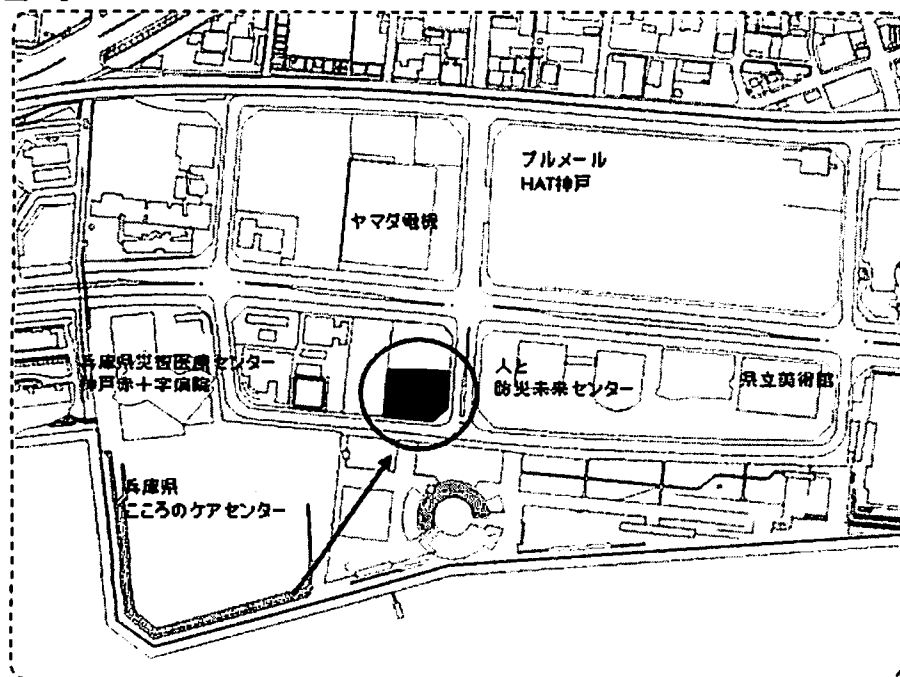 ブルメール
HAT神戸
ヤマダ電機
兵庫県災害医療センター
神戸赤十字病院
人と
防災未来センター
県立美術館
兵庫県
こころのケアセンター